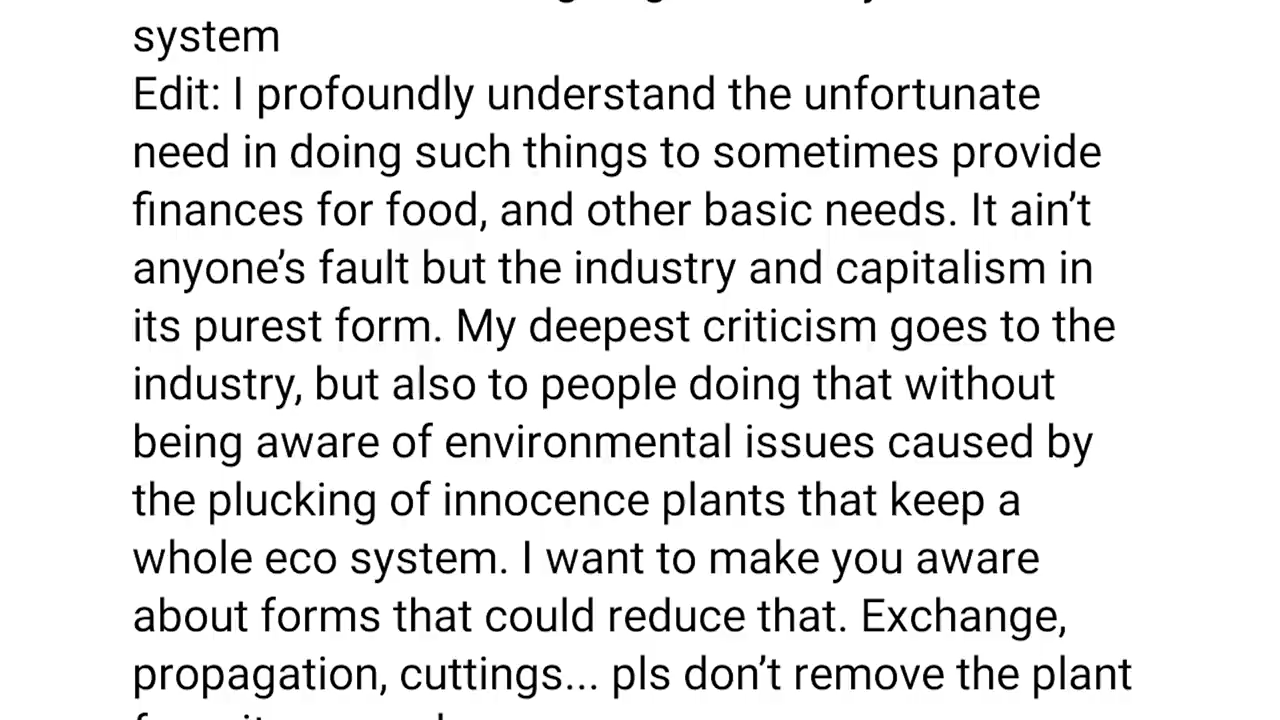 system
Edit: I profoundly understand the unfortunate
need in doing such things to sometimes provide
finances for food, and other basic needs. It ain’t
anyone’s fault but the industry and capitalism in
its purest form. My deepest criticism goes to the
industry, but also to people doing that without
being aware of environmental issues caused by
the plucking of innocence plants that keep a
whole eco system. I want to make you aware
about forms that could reduce that. Exchange,
propagation, cuttings... pls don’t remove the plant